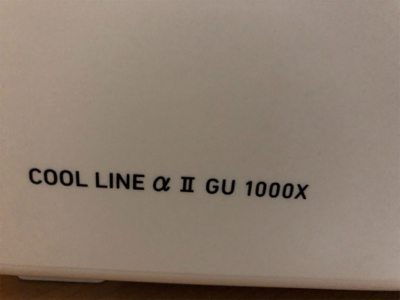 COOL LINE α Ⅱ GU 1000X